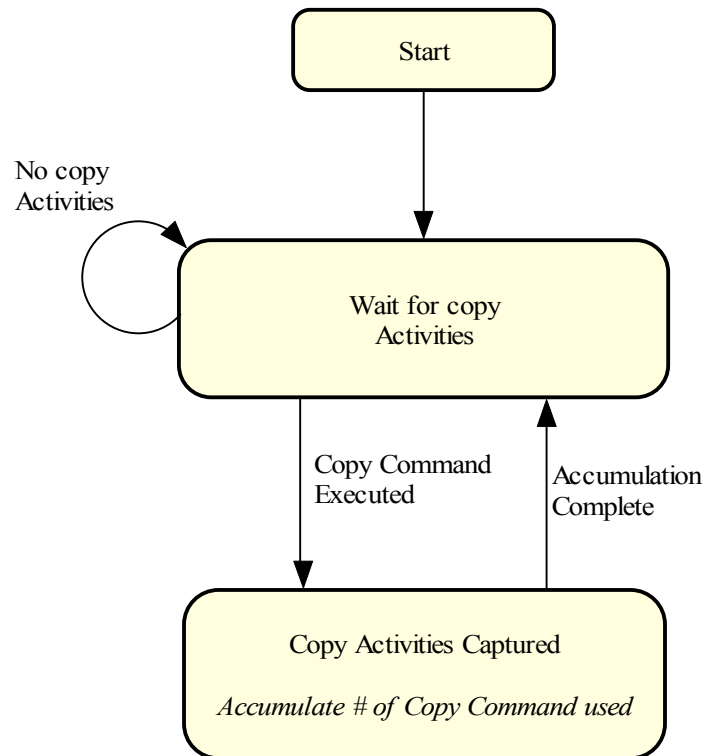 Start
No copy
Activities
Wait for copy
Activities
Copy Command
Executed
Accumulation
Complete
Copy Activities Captured
Accumulate # of Copy Command used